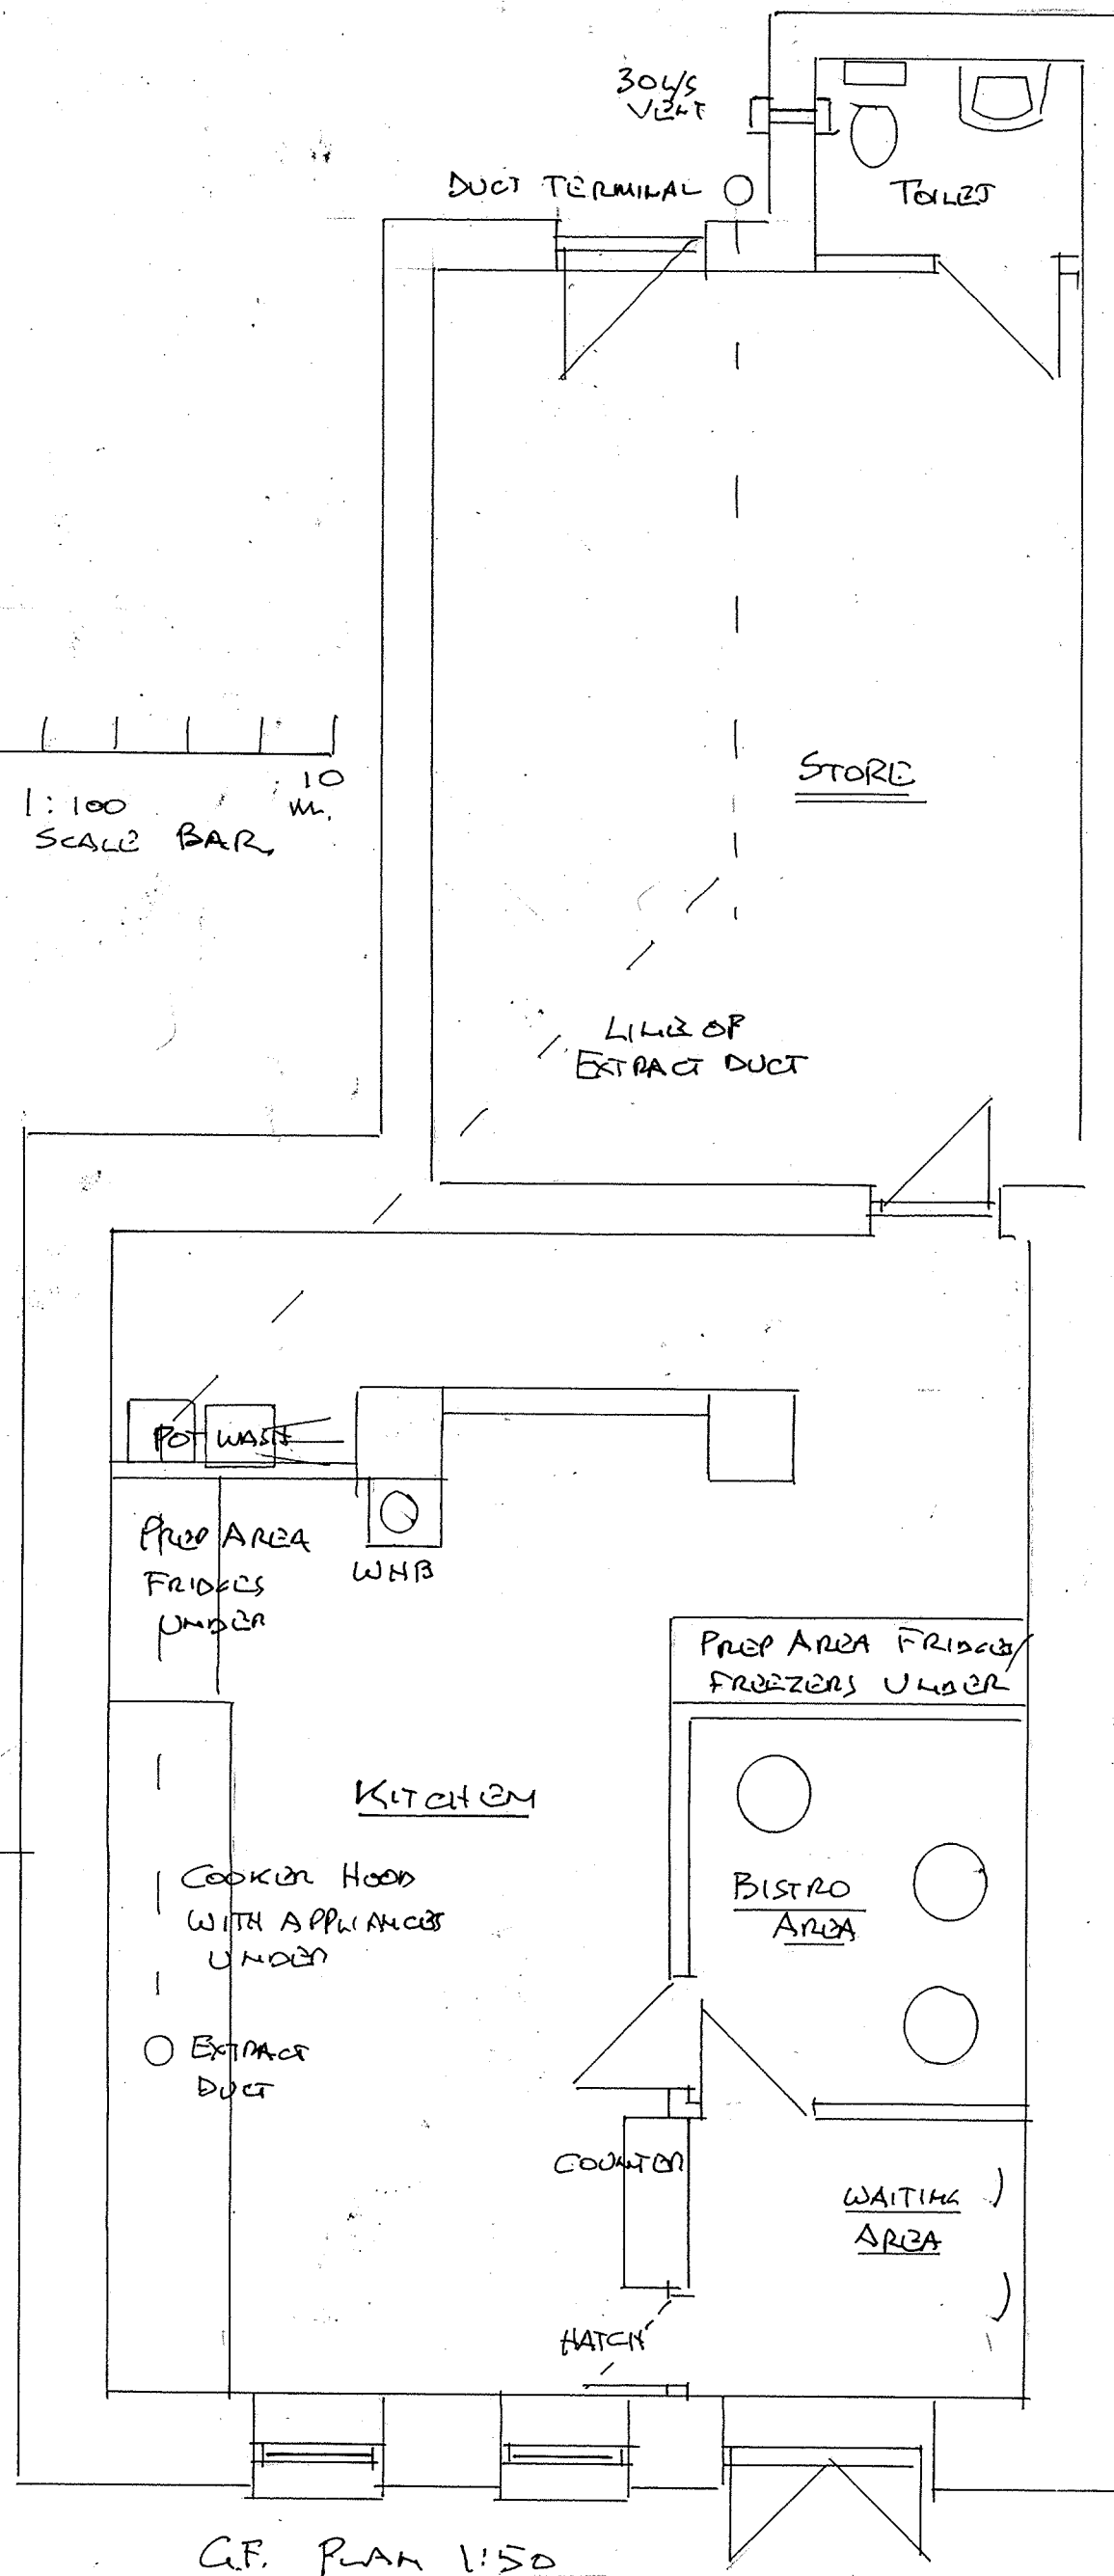 30 L/S
VENT
DUCT TERMINAL
TOILET
STORE
10
1:100 m.
SCALE BAR.
LINE OF
EXTRACT DUCT
POT WASH
PREP AREA
FRIDGES
UNDER
WHB
PREP AREA FRIDGES/
FREEZERS UNDER
KITCHEN
BISTRO
AREA
COOKER HOOD
WITH APPLIANCES
UNDER
EXTRACT
DUCT
COUNTER
WAITING
AREA
HATCH
G.F. PLAN 1:50